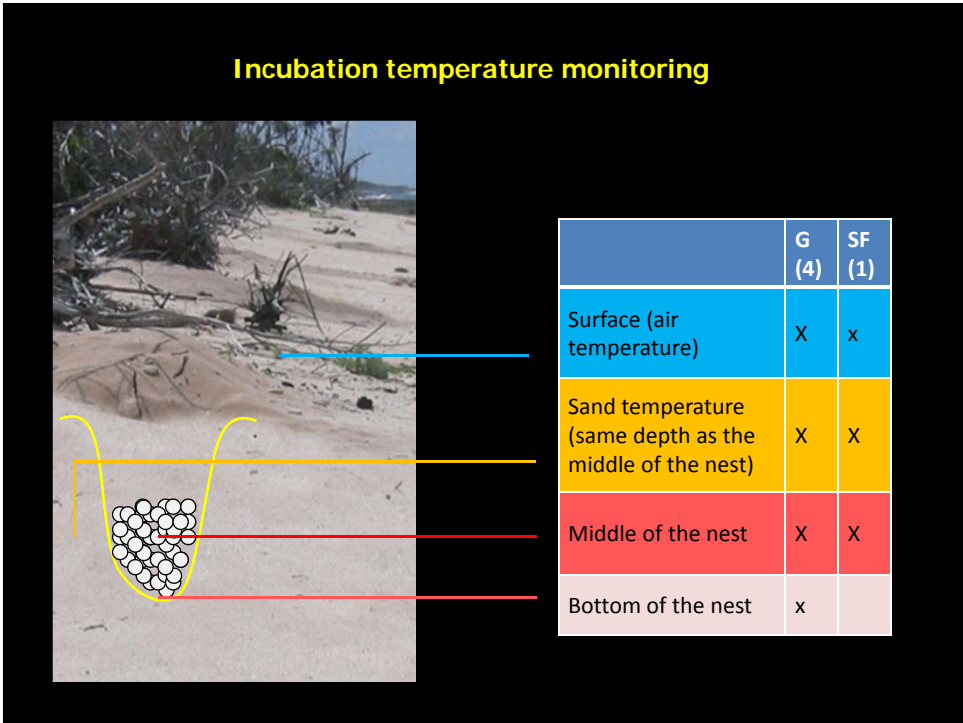 Incubation temperature monitoring
G
(4)
SF
(1)
Surface (air
temperature)
X
x
Sand temperature
(same depth as the
middle of the nest)
X
X
Middle of the nest
X
X
Bottom of the nest
x